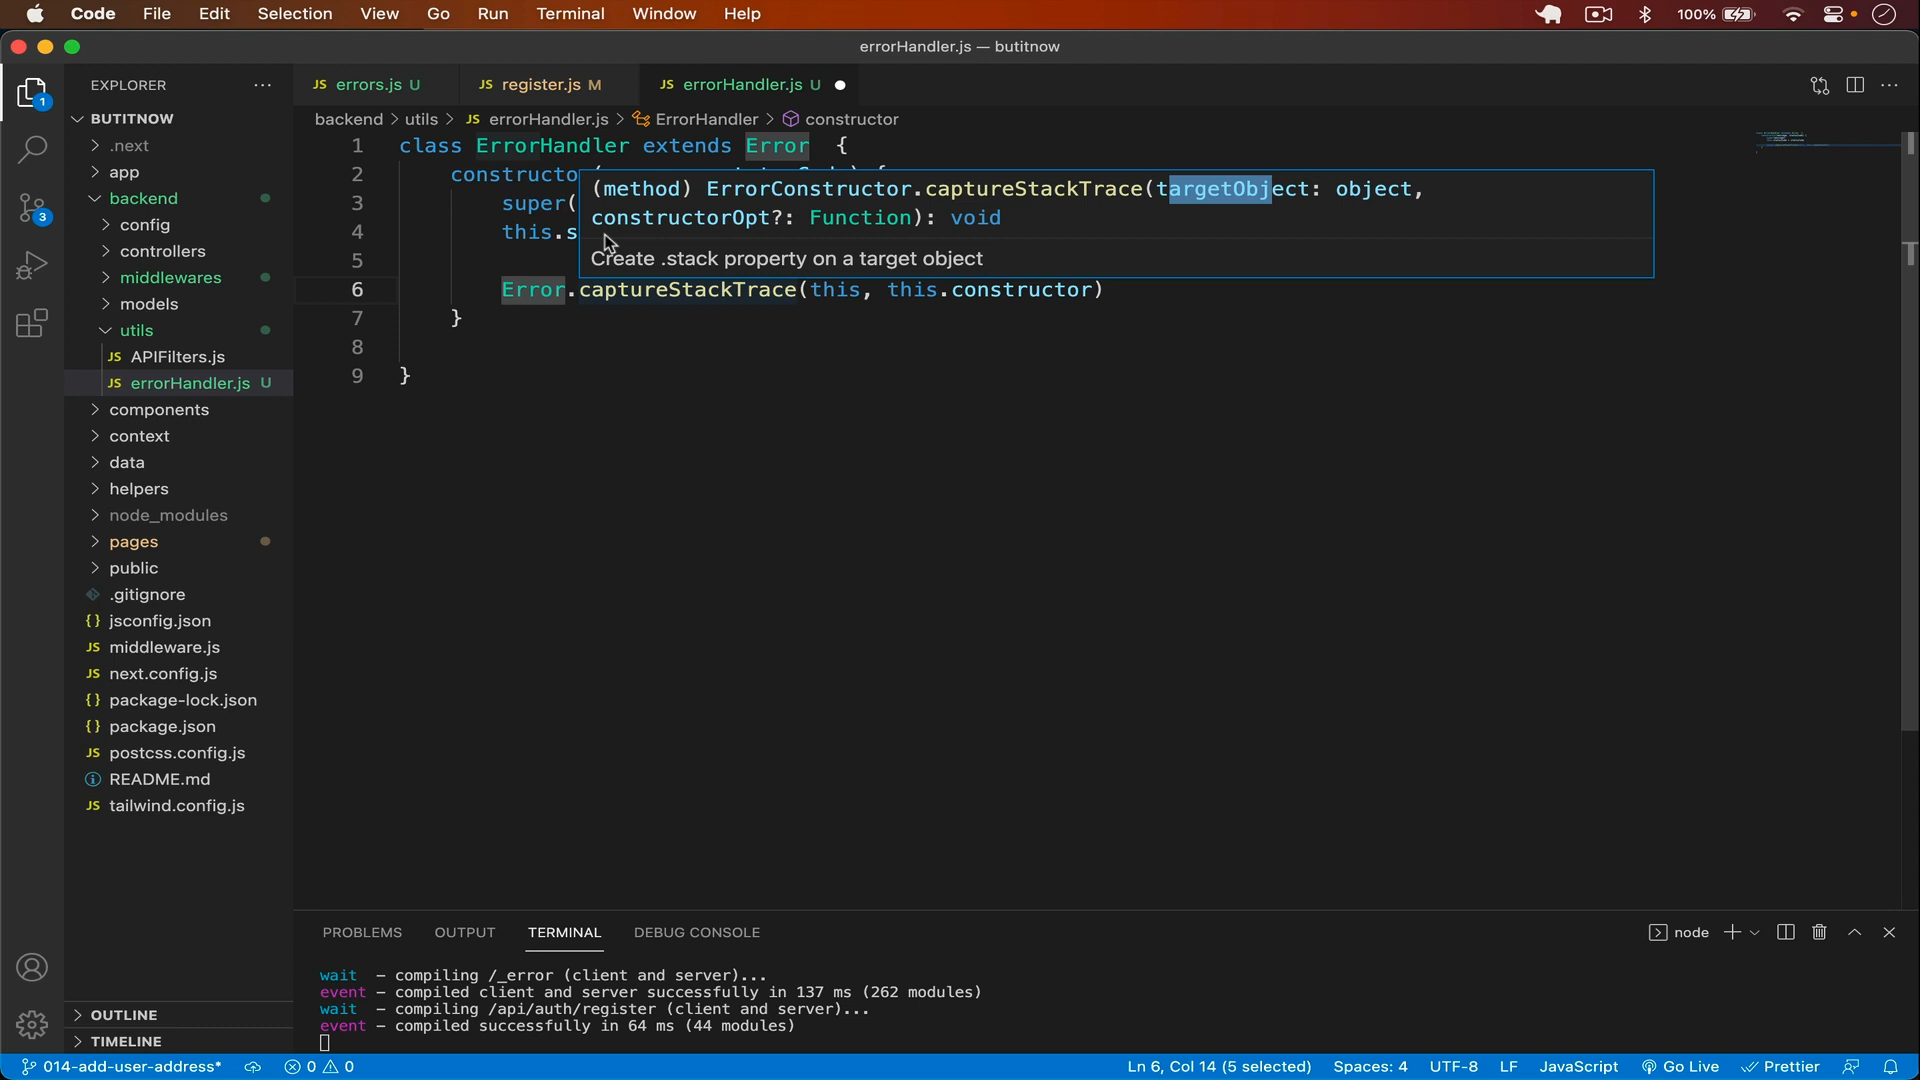 Code File Edit Selection View Go Run Terminal Window Help 100%
errorHandler.js — butitnow
EXPLORER
JS errors.js U JS register.js M JS errorHandler.js U
1
BUTITNOW
backend > utils > JS errorHandler.js > ErrorHandler > constructor
.next
app
backend
config
controllers
middlewares
models
utils
JS APIFilters.js
JS errorHandler.js U
components
context
data
helpers
node_modules
pages
public
.gitignore
{} jsconfig.json
JS middleware.js
JS next.config.js
{} package-lock.json
{} package.json
JS postcss.config.js
README.md
JS tailwind.config.js
OUTLINE
TIMELINE
3
1 class ErrorHandler extends Error {
2 constructo
3 super(
4 this.s
5
6 Error.captureStackTrace(this, this.constructor)
7 }
8
9 }
(method) ErrorConstructor.captureStackTrace(targetObject: object,
constructorOpt?: Function): void
Create .stack property on a target object
PROBLEMS OUTPUT TERMINAL DEBUG CONSOLE node
wait - compiling /_error (client and server)...
event - compiled client and server successfully in 137 ms (262 modules)
wait - compiling /api/auth/register (client and server)...
event - compiled successfully in 64 ms (44 modules)
014-add-user-address* 0 0 Ln 6, Col 14 (5 selected) Spaces: 4 UTF-8 LF JavaScript Go Live Prettier